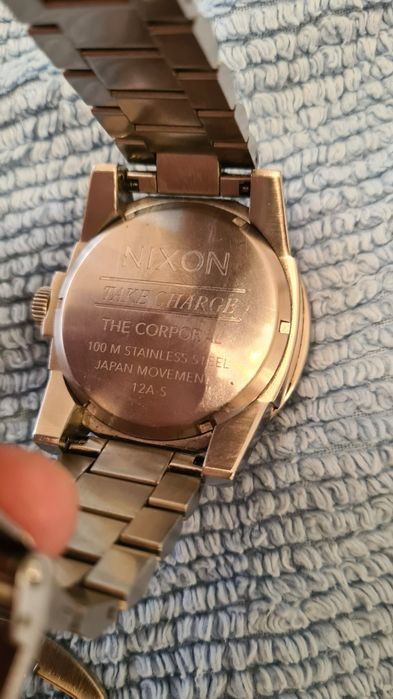 NIXON
TAKE CHARGE
THE CORPORAL
100 M STAINLESS STEEL
JAPAN MOVEMENT
12A-S